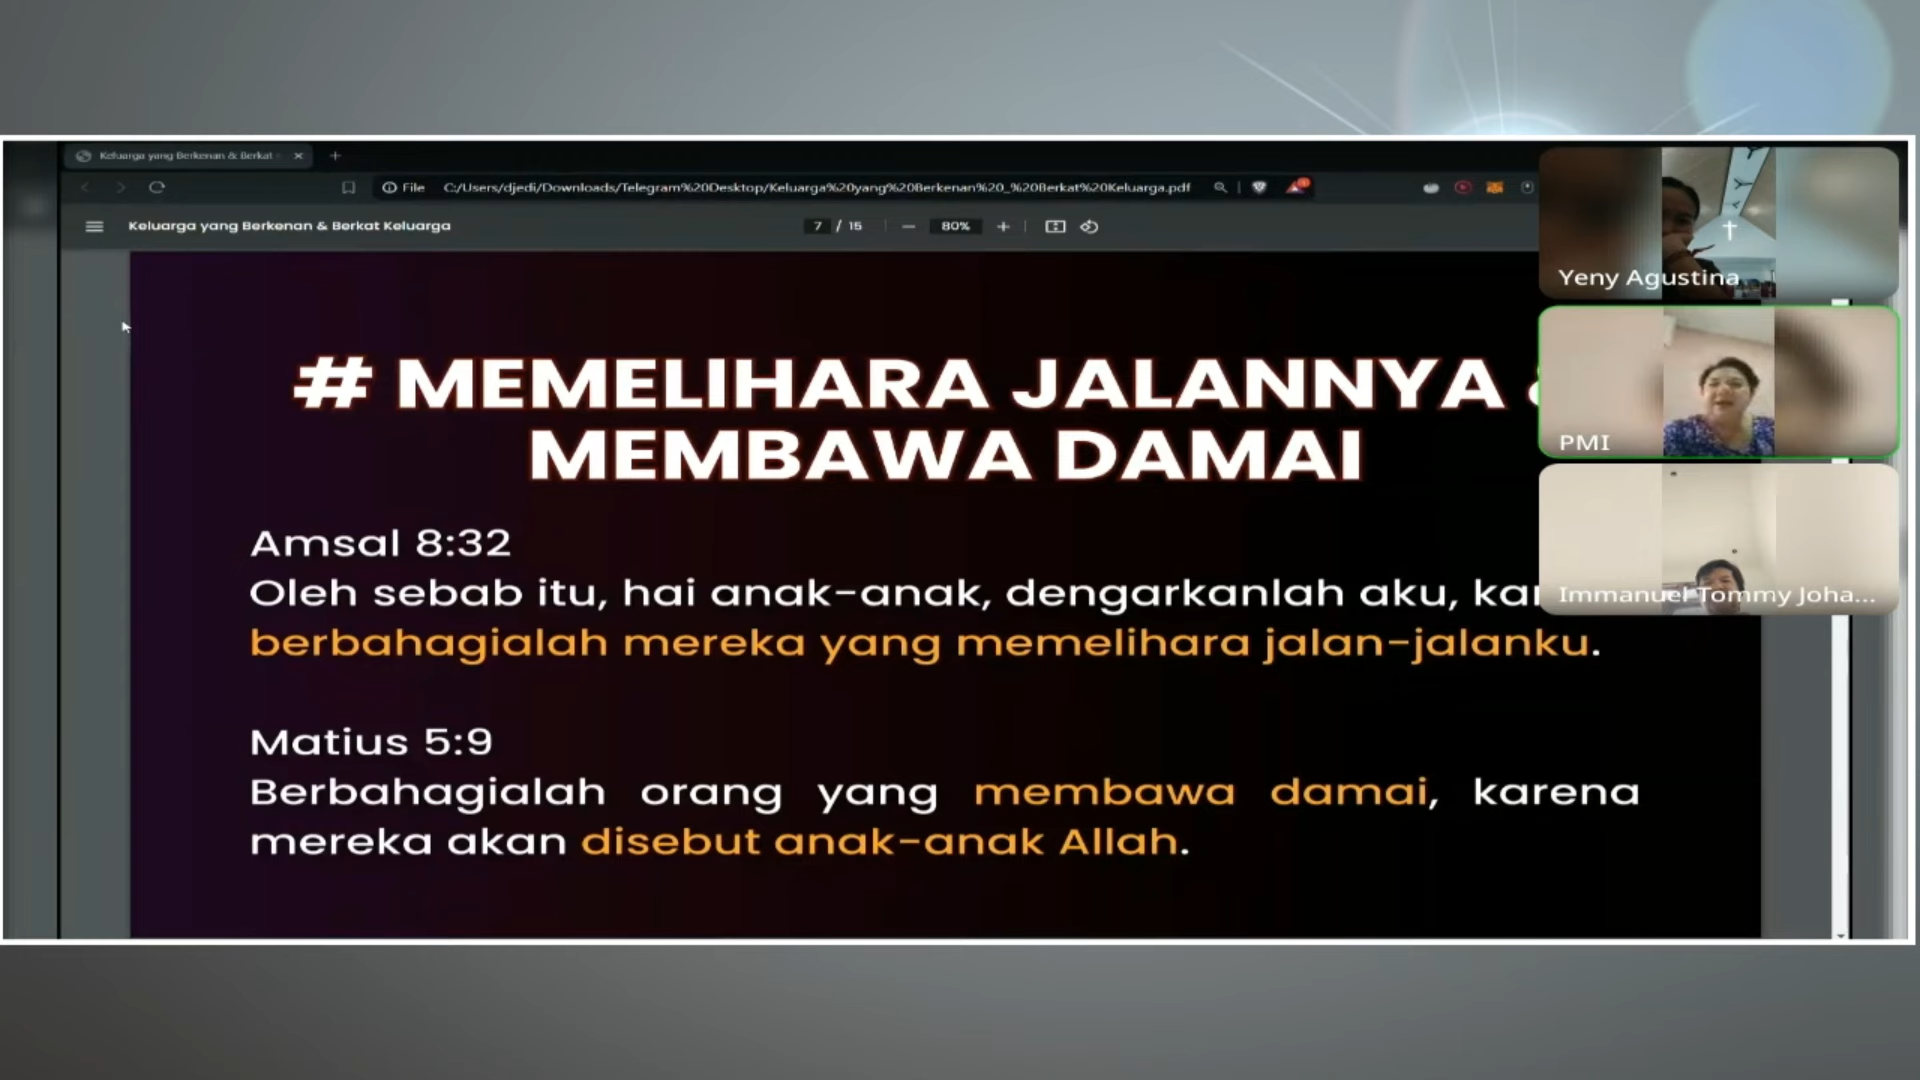 Keluarga yang Berkenan & Berkat
File C:/Users/djedi/Downloads/Telegram%20Desktop/Keluarga%20yang%20Berkenan%20_%20Berkat%20Keluarga.pdf
Keluarga yang Berkenan & Berkat Keluarga 7 / 15 80%
# MEMELIHARA JALANNYA
MEMBAWA DAMAI
Amsal 8:32
Oleh sebab itu, hai anak-anak, dengarkanlah aku, kar
berbahagialah mereka yang memelihara jalan-jalanku.
Matius 5:9
Berbahagialah orang yang membawa damai, karena
mereka akan disebut anak-anak Allah.
Yeny Agustina
PMI
Immanuel Tommy Joha...